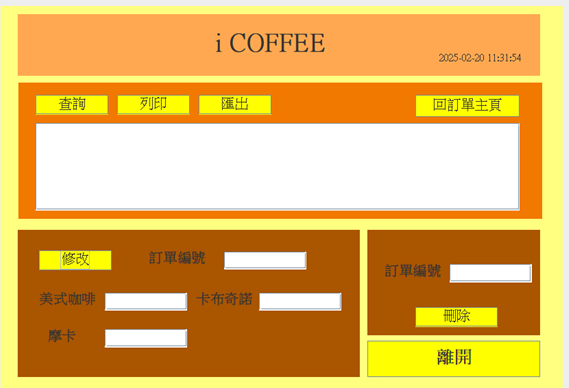 i COFFEE
2025-02-20 11:31:54
查詢 列印 匯出 回訂單主頁
修改 訂單編號
美式咖啡 卡布奇諾
摩卡
訂單編號
刪除
離開